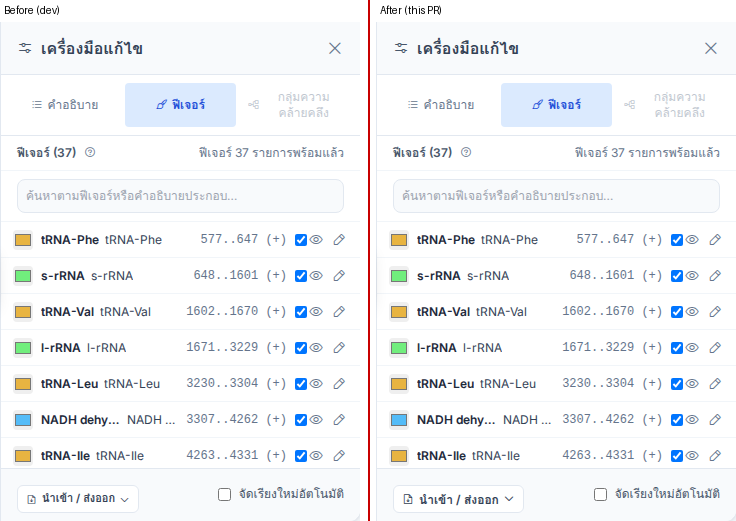 Before (dev)
เครื่องมือแก้ไข
คำอธิบาย
ฟีเจอร์
กลุ่มความ
คล้ายคลึง
ฟีเจอร์ (37)
ฟีเจอร์ 37 รายการพร้อมแล้ว
ค้นหาตามฟีเจอร์หรือคำอธิบายประกอบ...
tRNA-Phe tRNA-Phe 577..647 (+)
s-rRNA s-rRNA 648..1601 (+)
tRNA-Val tRNA-Val 1602..1670 (+)
l-rRNA l-rRNA 1671..3229 (+)
tRNA-Leu tRNA-Leu 3230..3304 (+)
NADH dehy... NADH ... 3307..4262 (+)
tRNA-Ile tRNA-Ile 4263..4331 (+)
นำเข้า / ส่งออก
จัดเรียงใหม่อัตโนมัติ
After (this PR)
เครื่องมือแก้ไข
คำอธิบาย
ฟีเจอร์
กลุ่มความ
คล้ายคลึง
ฟีเจอร์ (37)
ฟีเจอร์ 37 รายการพร้อมแล้ว
ค้นหาตามฟีเจอร์หรือคำอธิบายประกอบ...
tRNA-Phe tRNA-Phe 577..647 (+)
s-rRNA s-rRNA 648..1601 (+)
tRNA-Val tRNA-Val 1602..1670 (+)
l-rRNA l-rRNA 1671..3229 (+)
tRNA-Leu tRNA-Leu 3230..3304 (+)
NADH dehy... NADH ... 3307..4262 (+)
tRNA-Ile tRNA-Ile 4263..4331 (+)
นำเข้า / ส่งออก
จัดเรียงใหม่อัตโนมัติ